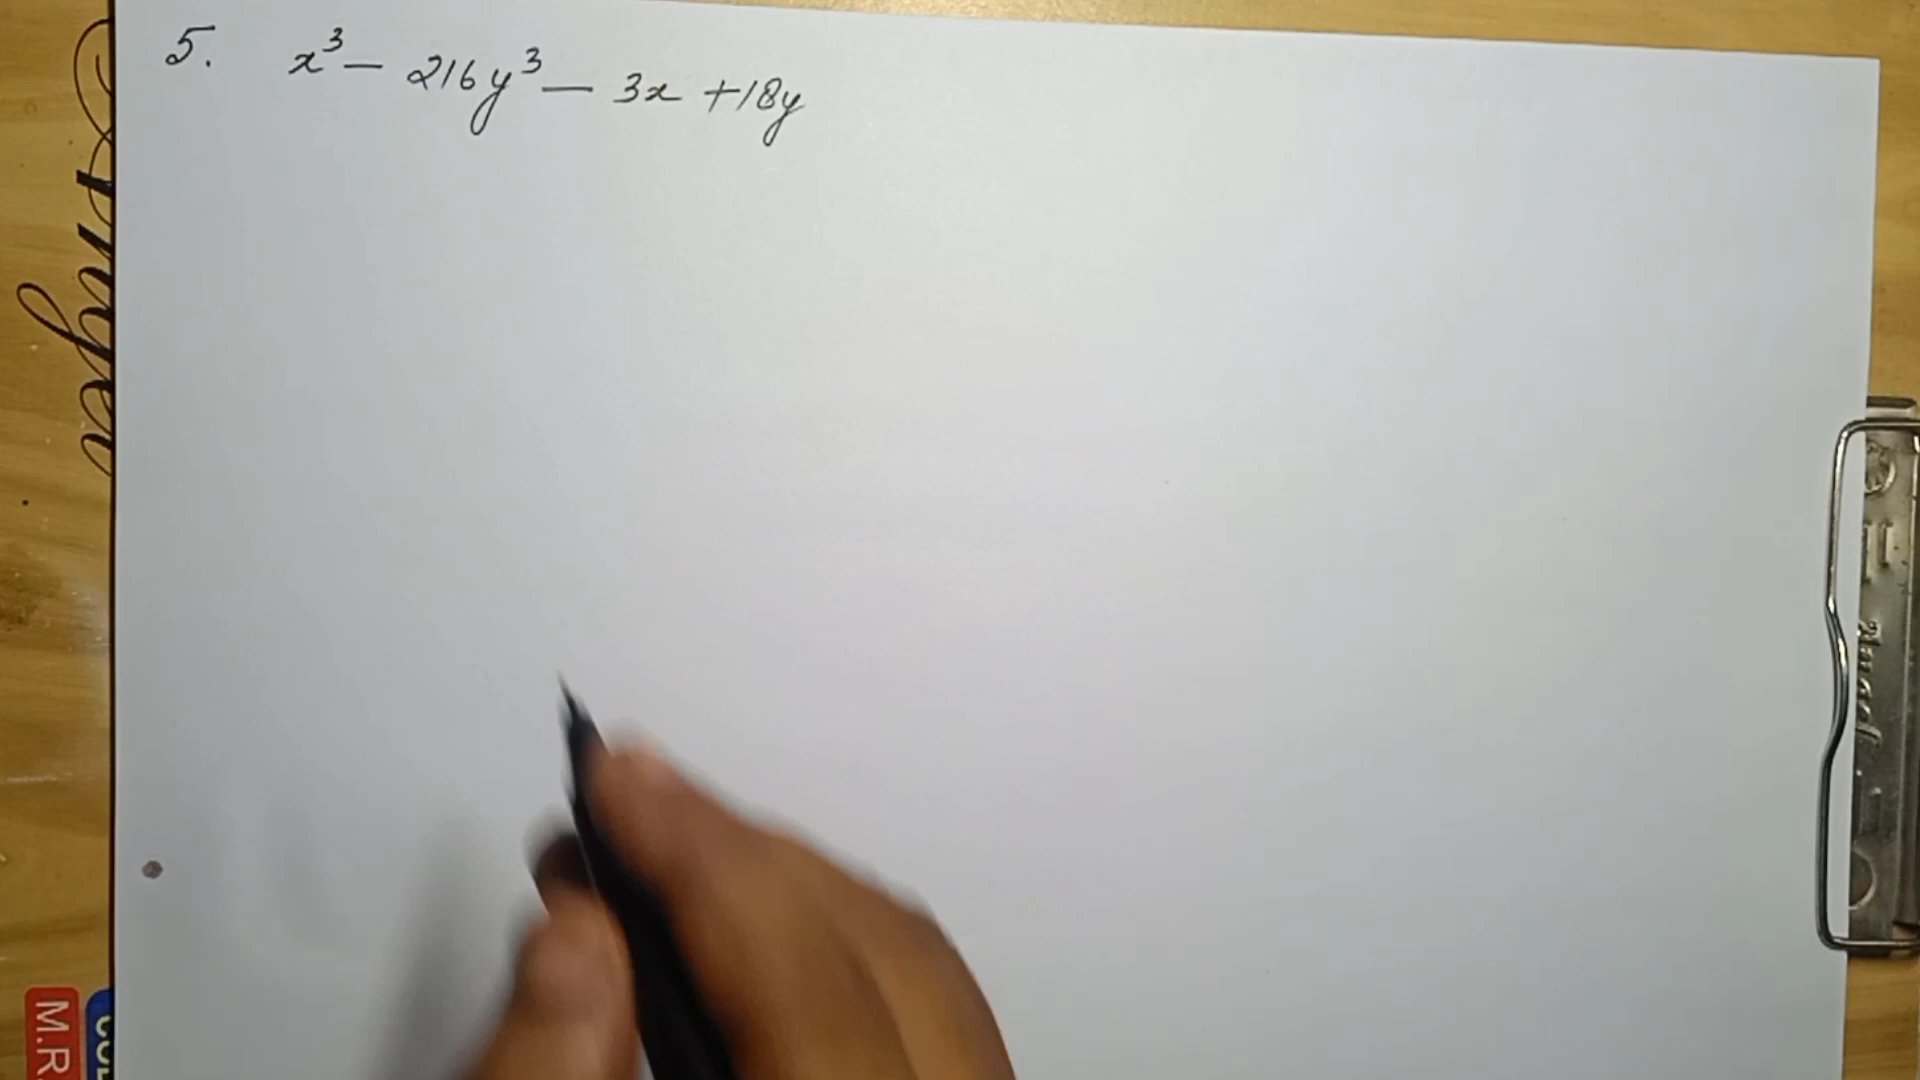 5. x³ - 216y³ - 3x + 18y
M.R.